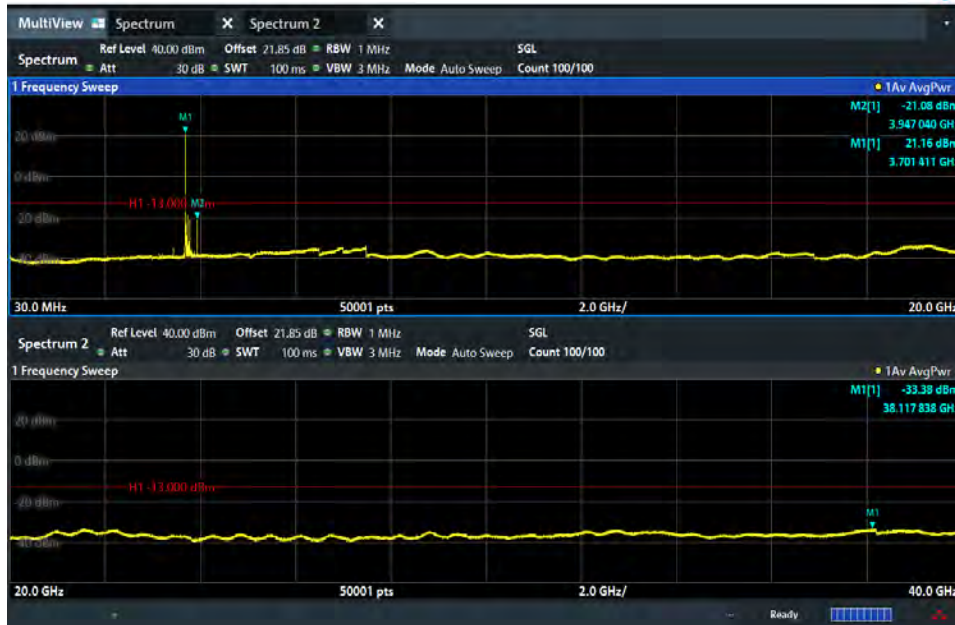 MultiView Spectrum X Spectrum 2 X
Ref Level 40.00 dBm Offset 21.85 dB RBW 1 MHz SGL
Spectrum Att 30 dB SWT 100 ms VBW 3 MHz Mode Auto Sweep Count 100/100
1 Frequency Sweep 1Av AvgPwr
M2[1] -21.08 dBm
3.947 040 GH
M1[1] 21.16 dBm
3.701 411 GH
M1
20 dBm
0 dBm
H1 -13.000 M2
-20 dBm
-40 dBm
30.0 MHz 50001 pts 2.0 GHz/ 20.0 GHz
Ref Level 40.00 dBm Offset 21.85 dB RBW 1 MHz SGL
Spectrum 2 Att 30 dB SWT 100 ms VBW 3 MHz Mode Auto Sweep Count 100/100
1 Frequency Sweep 1Av AvgPwr
M1[1] -33.38 dBm
38.117 838 GH
20 dBm
0 dBm
H1 -13.000 dBm
-20 dBm
M1
-40 dBm
20.0 GHz 50001 pts 2.0 GHz/ 40.0 GHz
Ready